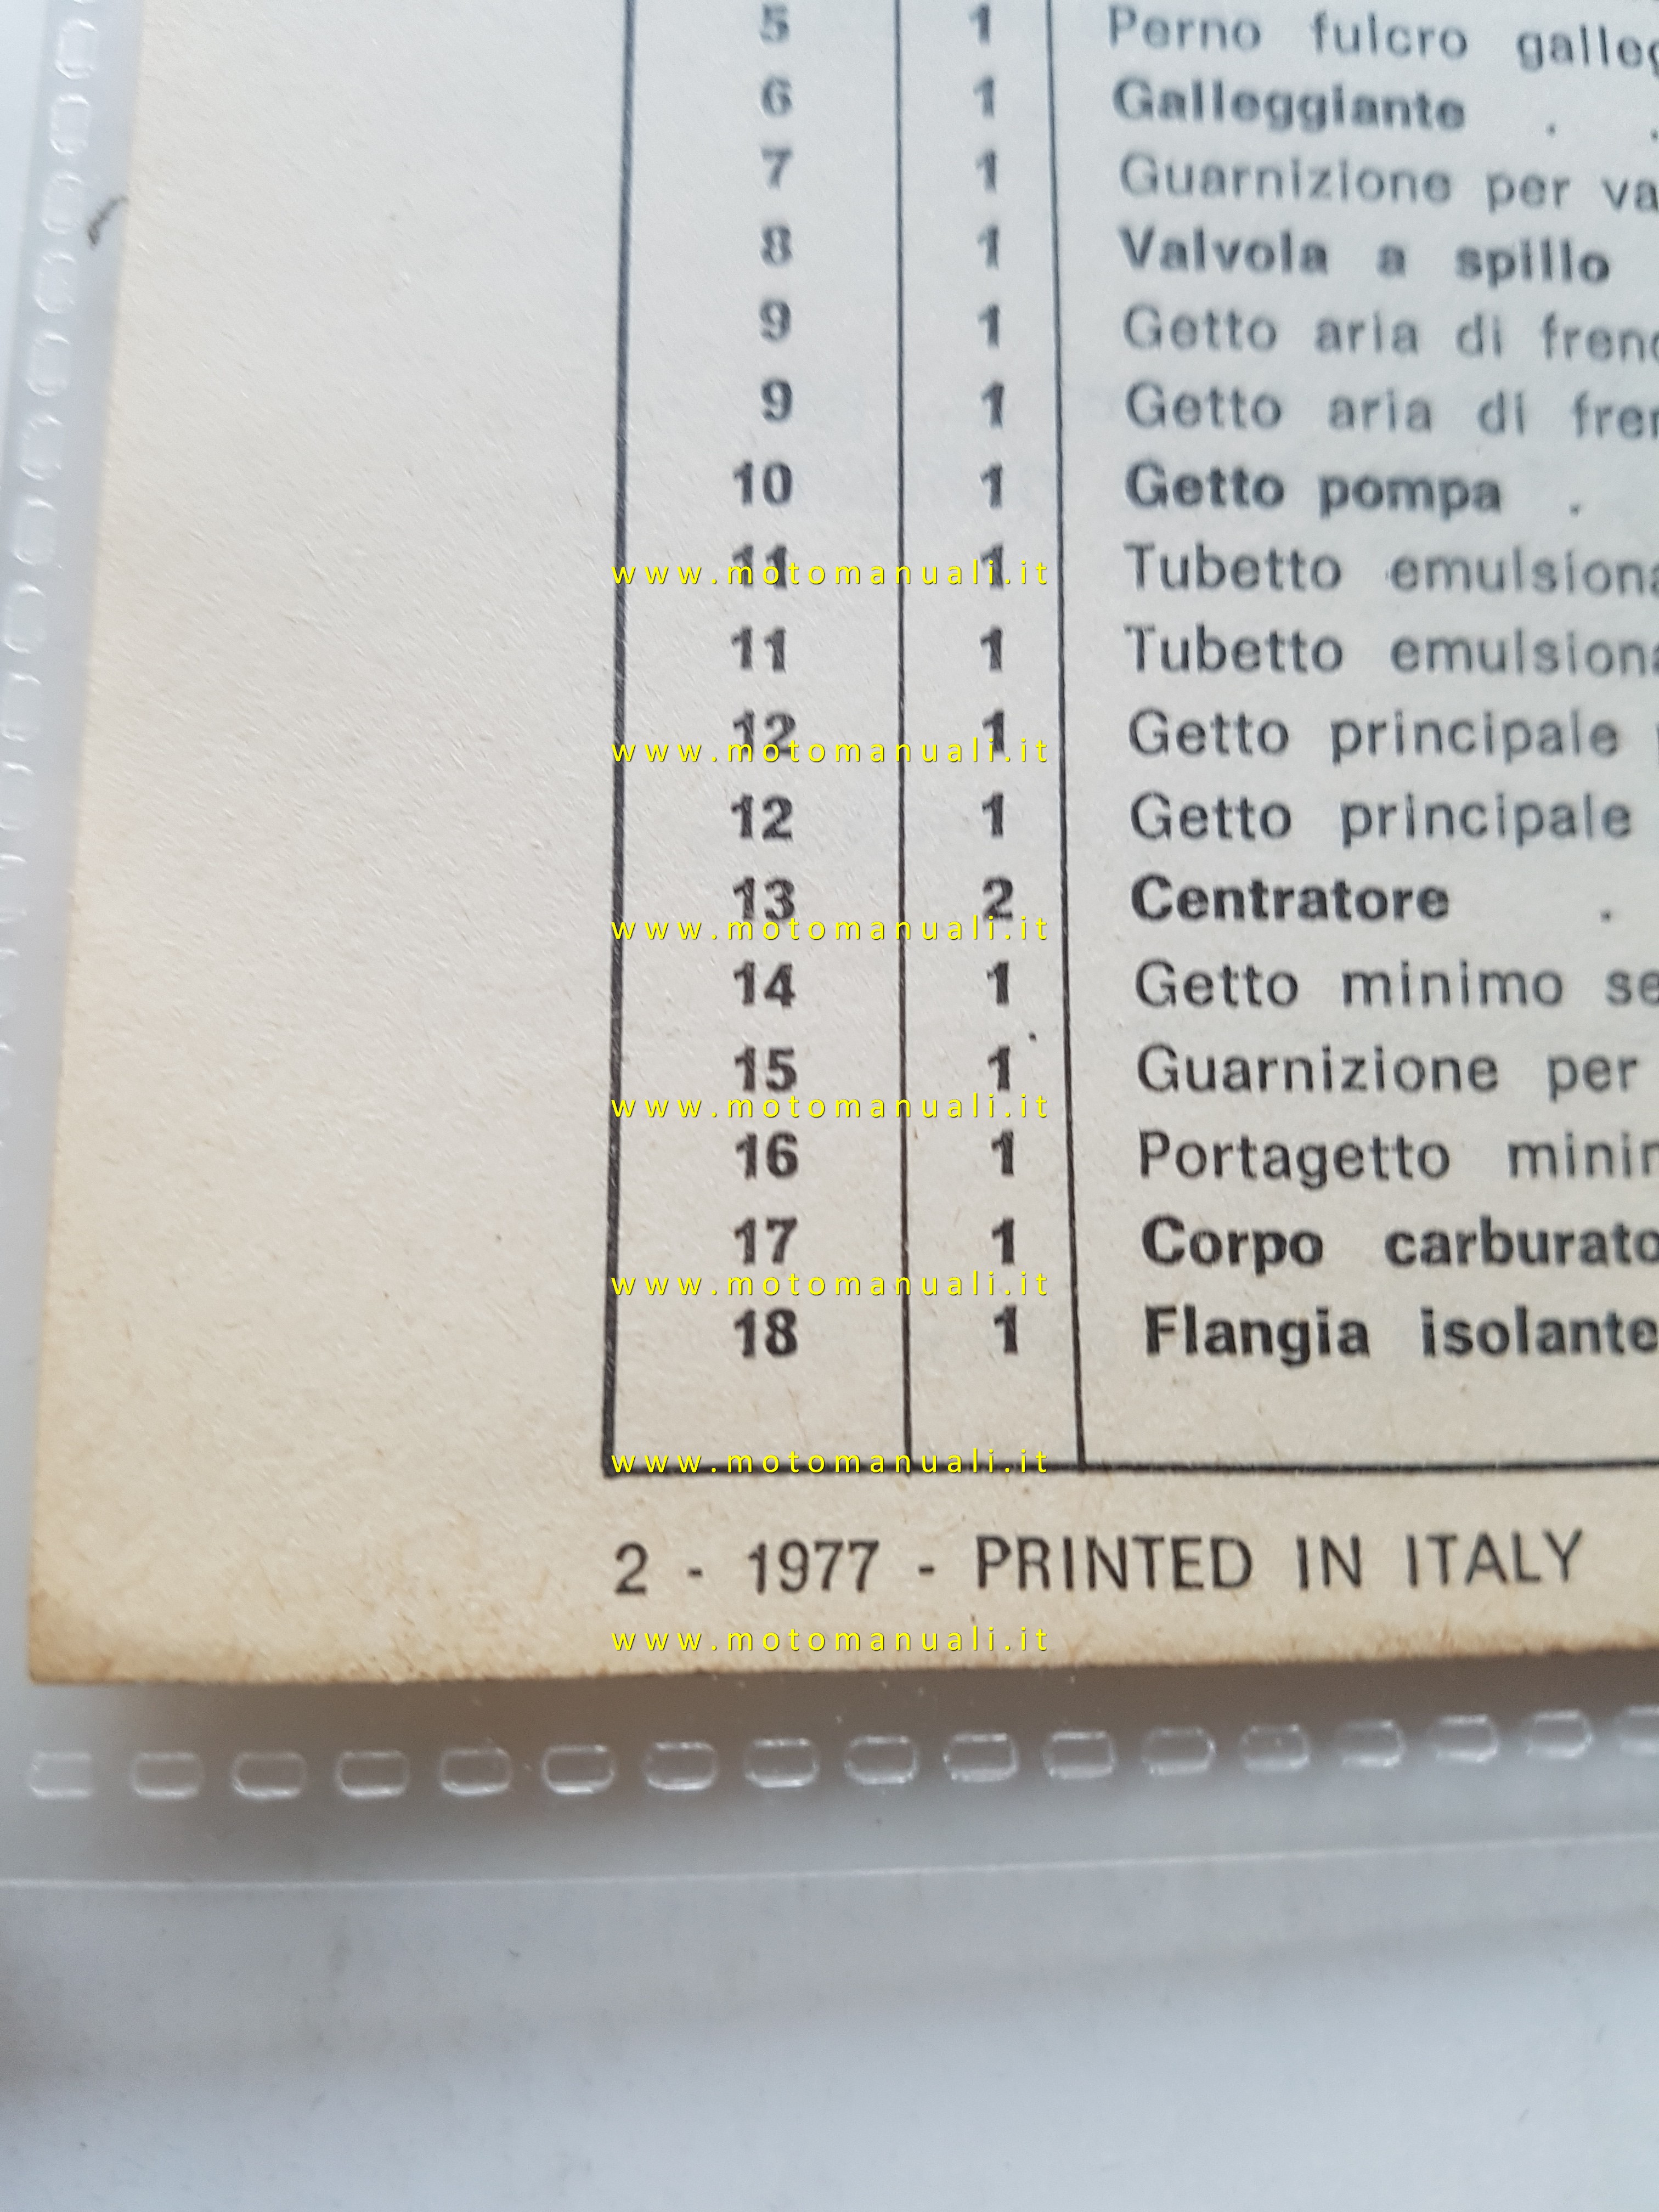 5 1 Perno fulcro galleg
6 1 Galleggiante . .
7 1 Guarnizione per va
8 1 Valvola a spillo
9 1 Getto aria di freno
9 1 Getto aria di fren
10 1 Getto pompa .
11 1 Tubetto emulsiona
www.motomanuali.it
11 1 Tubetto emulsiona
12 1 Getto principale
www.motomanuali.it
12 1 Getto principale
13 2 Centratore .
www.motomanuali.it
14 1 Getto minimo se
15 1 Guarnizione per
www.motomanuali.it
16 1 Portagetto minim
17 1 Corpo carburato
www.motomanuali.it
18 1 Flangia isolante
www.motomanuali.it
2 - 1977 - PRINTED IN ITALY
www.motomanuali.it